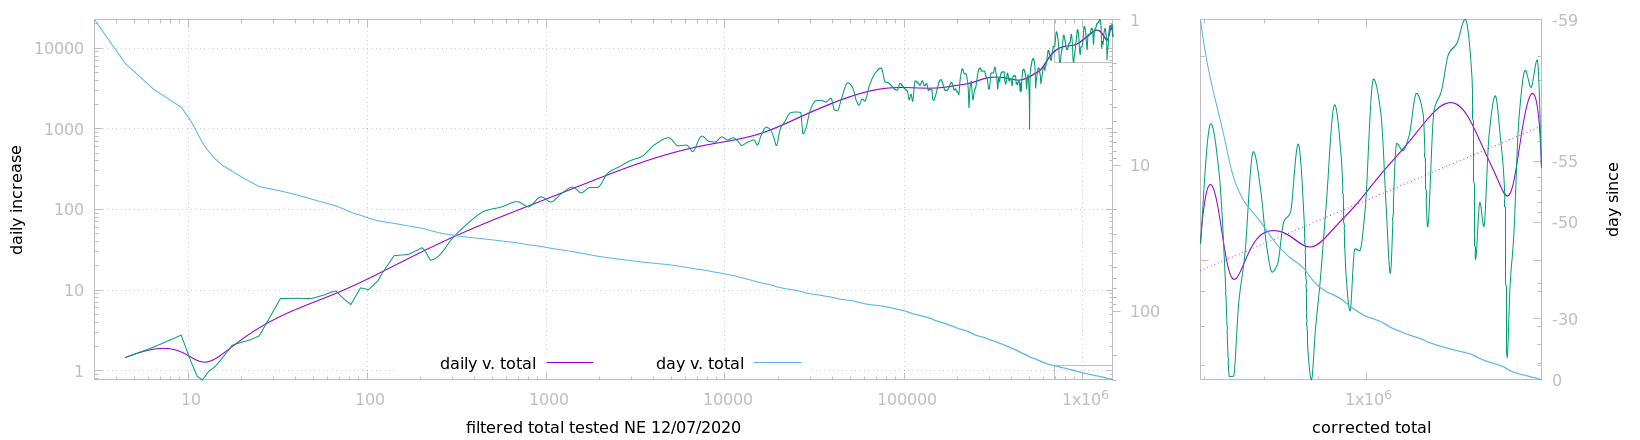 daily increase
10000
1000
100
10
1
10
100
1000
10000
100000
1x10^6
1
10
100
daily v. total
day v. total
filtered total tested NE 12/07/2020
-59
-55
-50
-30
0
day since
1x10^6
corrected total